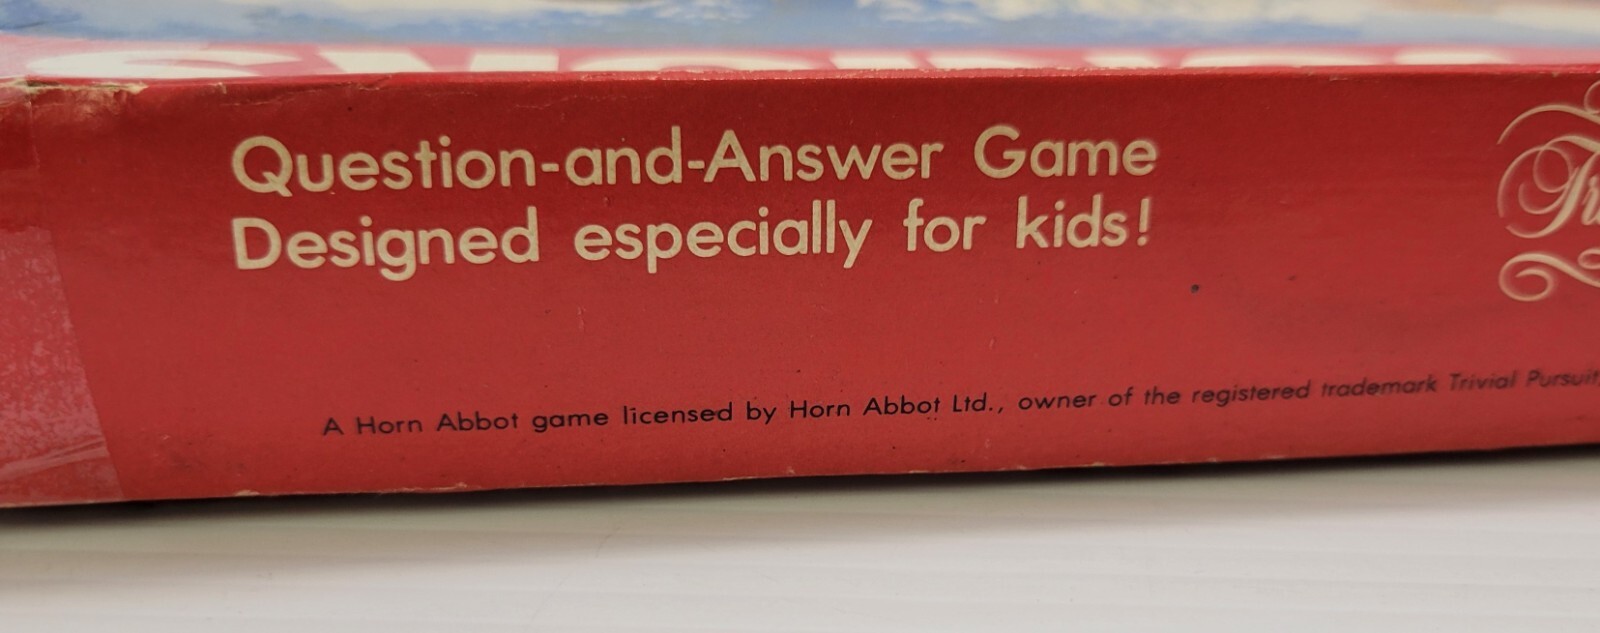 Question-and-Answer Game
Designed especially for kids!
A Horn Abbot game licensed by Horn Abbot Ltd., owner of the registered trademark Trivial Pursuit